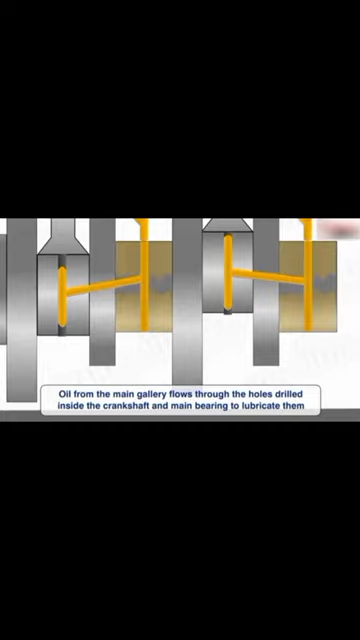 Oil from the main gallery flows through the holes drilled
inside the crankshaft and main bearing to lubricate them